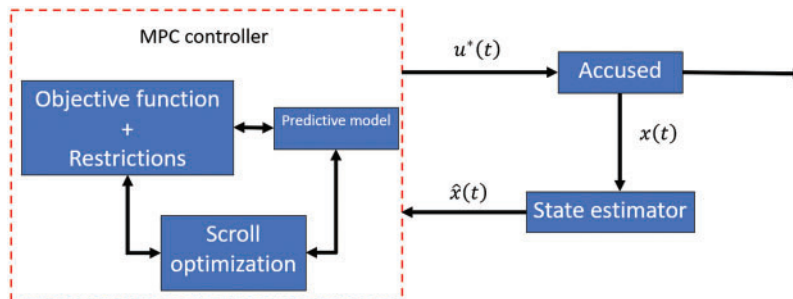 MPC controller
Objective function
+
Restrictions
Predictive model
Scroll
optimization
u*(t)
Accused
x(t)
x̂(t)
State estimator